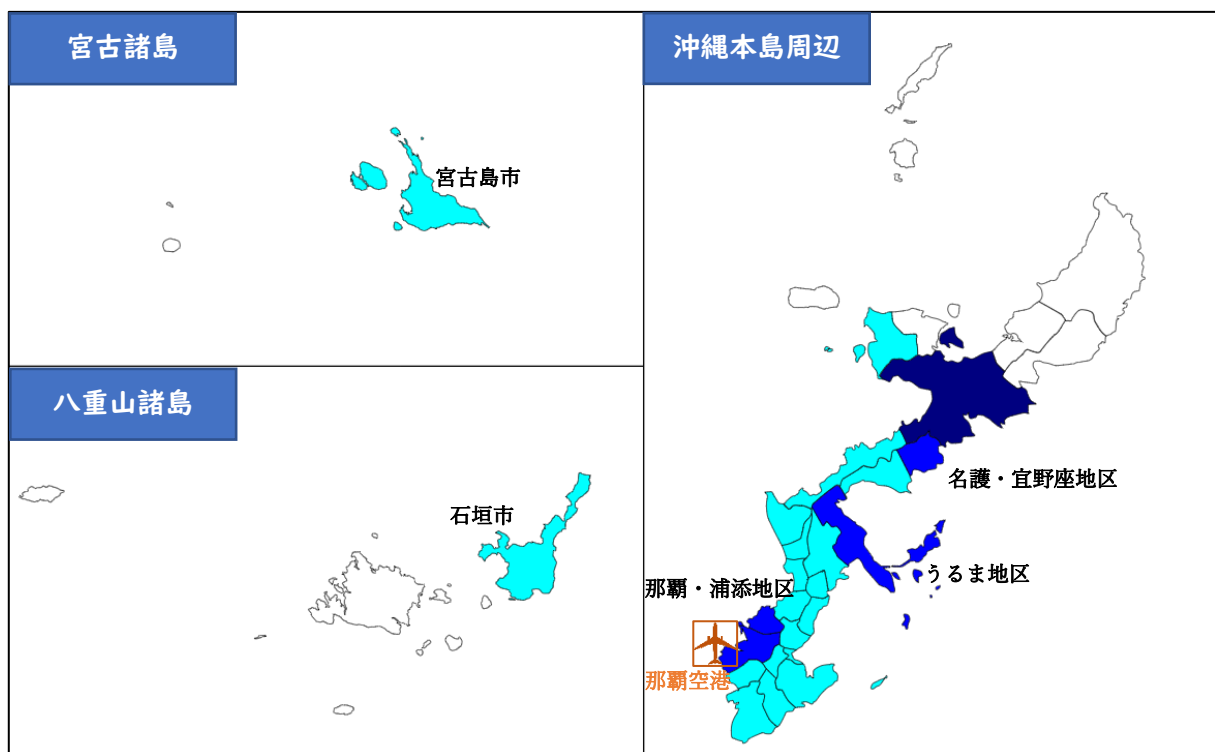 宮古諸島
宮古島市
八重山諸島
石垣市
沖縄本島周辺
名護・宜野座地区
うるま地区
那覇・浦添地区
那覇空港